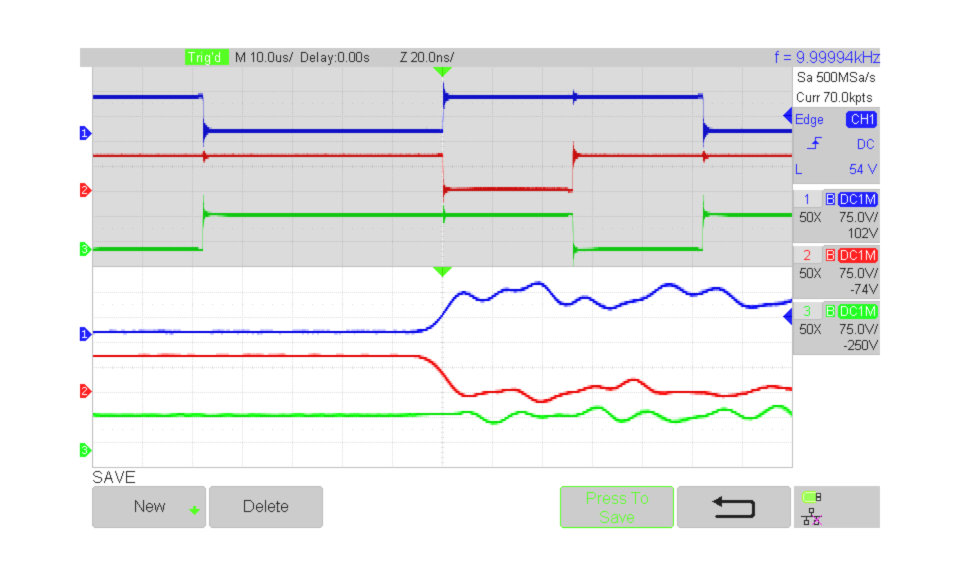 Trig'd M 10.0us/ Delay:0.00s Z 20.0ns/ f = 9.99994kHz
Sa 500MSa/s
Curr 70.0kpts
Edge CH1
DC
L 54 V
1 B DC1M
50X 75.0V/
102V
2 B DC1M
50X 75.0V/
-74V
3 B DC1M
50X 75.0V/
-250V
1
2
3
1
2
3
SAVE
New
Delete
Press To
Save